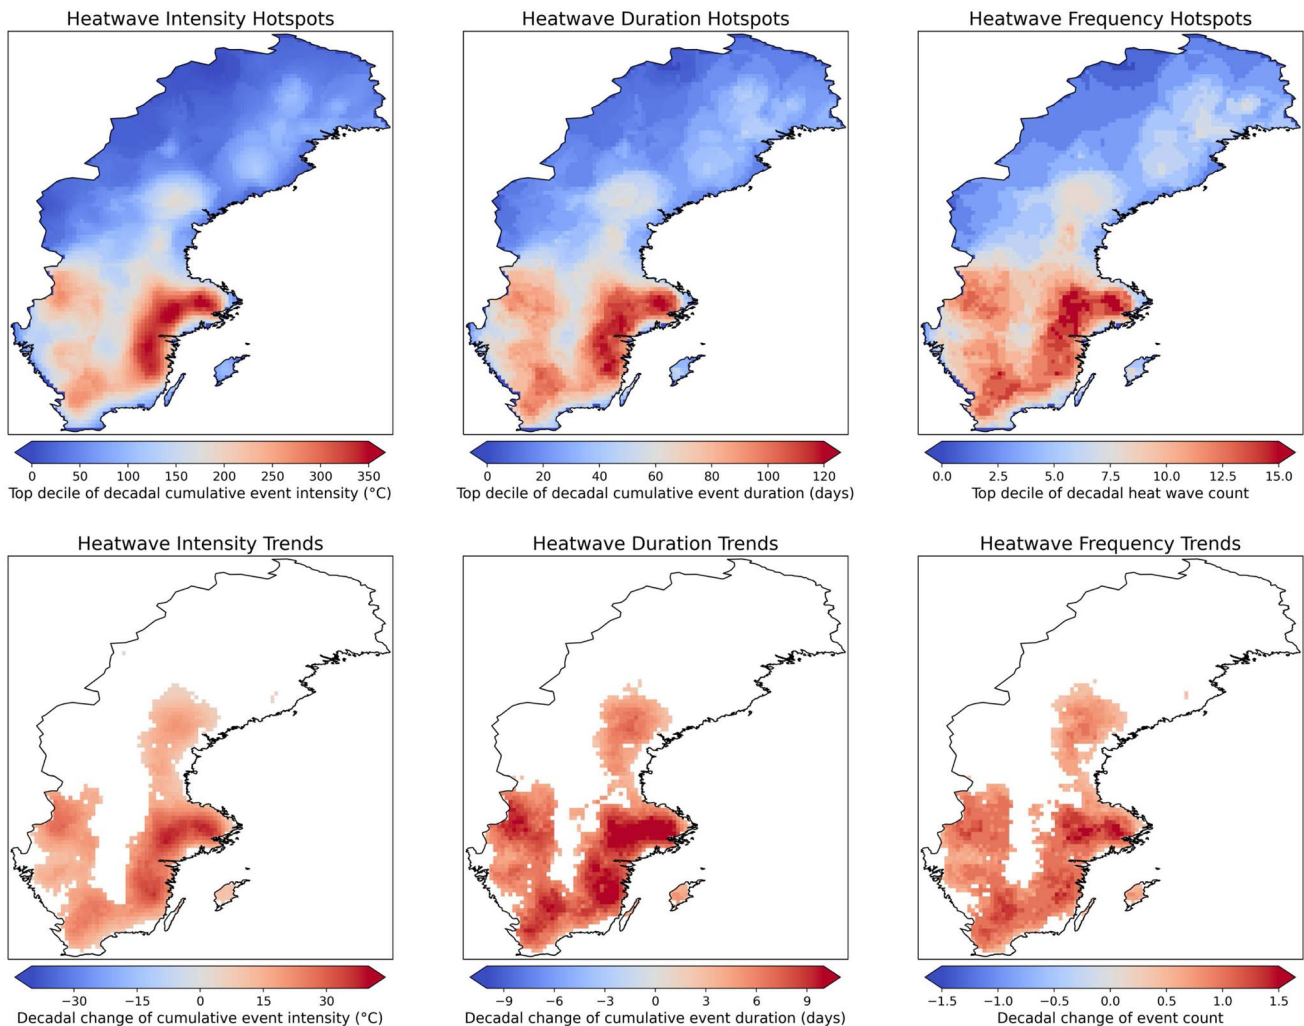 Heatwave Intensity Hotspots
Heatwave Duration Hotspots
Heatwave Frequency Hotspots
0 50 100 150 200 250 300 350
0 20 40 60 80 100 120
0.0 2.5 5.0 7.5 10.0 12.5 15.0
Top decile of decadal cumulative event intensity (°C)
Top decile of decadal cumulative event duration (days)
Top decile of decadal heat wave count
Heatwave Intensity Trends
Heatwave Duration Trends
Heatwave Frequency Trends
−30 −15 0 15 30
−9 −6 −3 0 3 6 9
−1.5 −1.0 −0.5 0.0 0.5 1.0 1.5
Decadal change of cumulative event intensity (°C)
Decadal change of cumulative event duration (days)
Decadal change of event count